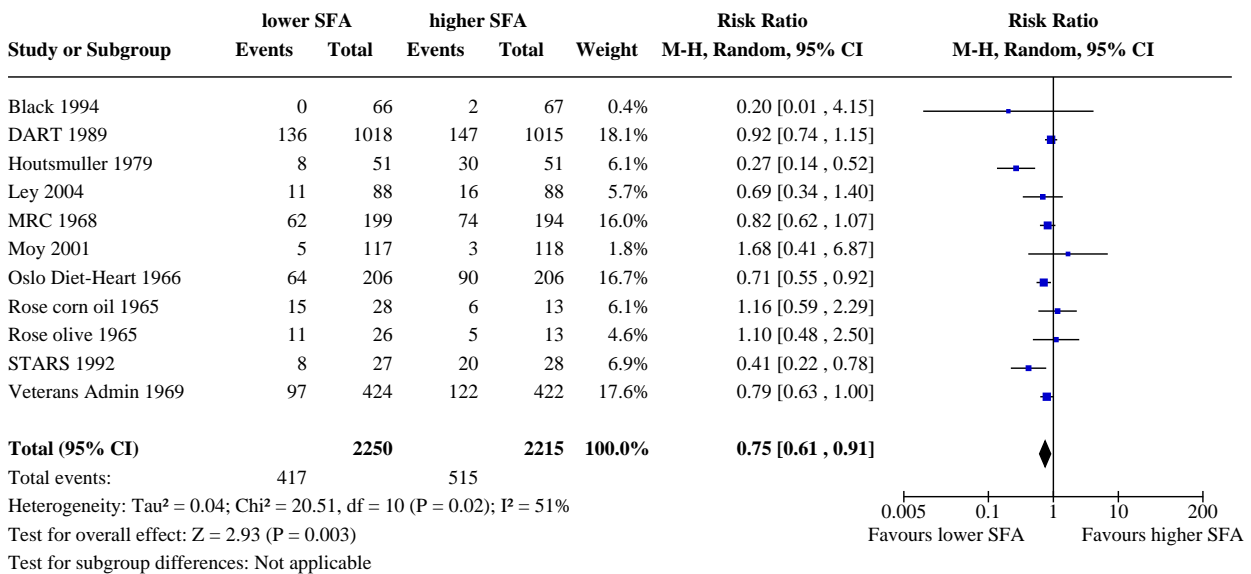 lower SFA higher SFA Risk Ratio Risk Ratio
Study or Subgroup Events Total Events Total Weight M-H, Random, 95% CI M-H, Random, 95% CI
Black 1994 0 66 2 67 0.4% 0.20 [0.01 , 4.15]
DART 1989 136 1018 147 1015 18.1% 0.92 [0.74 , 1.15]
Houtsmuller 1979 8 51 30 51 6.1% 0.27 [0.14 , 0.52]
Ley 2004 11 88 16 88 5.7% 0.69 [0.34 , 1.40]
MRC 1968 62 199 74 194 16.0% 0.82 [0.62 , 1.07]
Moy 2001 5 117 3 118 1.8% 1.68 [0.41 , 6.87]
Oslo Diet-Heart 1966 64 206 90 206 16.7% 0.71 [0.55 , 0.92]
Rose corn oil 1965 15 28 6 13 6.1% 1.16 [0.59 , 2.29]
Rose olive 1965 11 26 5 13 4.6% 1.10 [0.48 , 2.50]
STARS 1992 8 27 20 28 6.9% 0.41 [0.22 , 0.78]
Veterans Admin 1969 97 424 122 422 17.6% 0.79 [0.63 , 1.00]
Total (95% CI) 2250 2215 100.0% 0.75 [0.61 , 0.91]
Total events: 417 515
Heterogeneity: Tau² = 0.04; Chi² = 20.51, df = 10 (P = 0.02); I² = 51%
0.005 0.1 1 10 200
Test for overall effect: Z = 2.93 (P = 0.003) Favours lower SFA Favours higher SFA
Test for subgroup differences: Not applicable